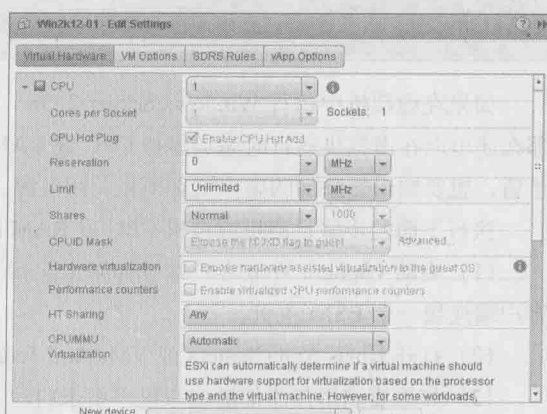 Win2k12-01 - Edit Settings
Virtual Hardware VM Options SDRS Rules vApp Options
CPU 1
Cores per Socket 1 Sockets: 1
CPU Hot Plug Enable CPU Hot Add
Reservation 0 MHz
Limit Unlimited MHz
Shares Normal 1000
CPUID Mask Expose the NX/XD flag to guest Advanced...
Hardware virtualization Expose hardware assisted virtualization to the guest OS
Performance counters Enable virtualized CPU performance counters
HT Sharing Any
CPU/MMU Virtualization Automatic
ESXi can automatically determine if a virtual machine should
use hardware support for virtualization based on the processor
type and the virtual machine. However, for some workloads,
New device